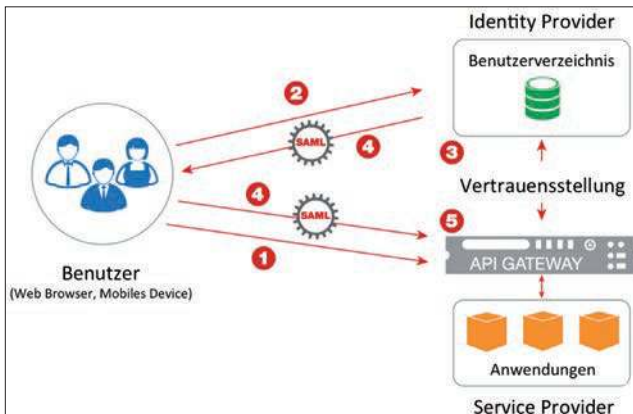 Identity Provider
Benutzerverzeichnis
2
SAML
4
3
Vertrauensstellung
4
SAML
5
1
API GATEWAY
Benutzer
(Web Browser, Mobiles Device)
Anwendungen
Service Provider